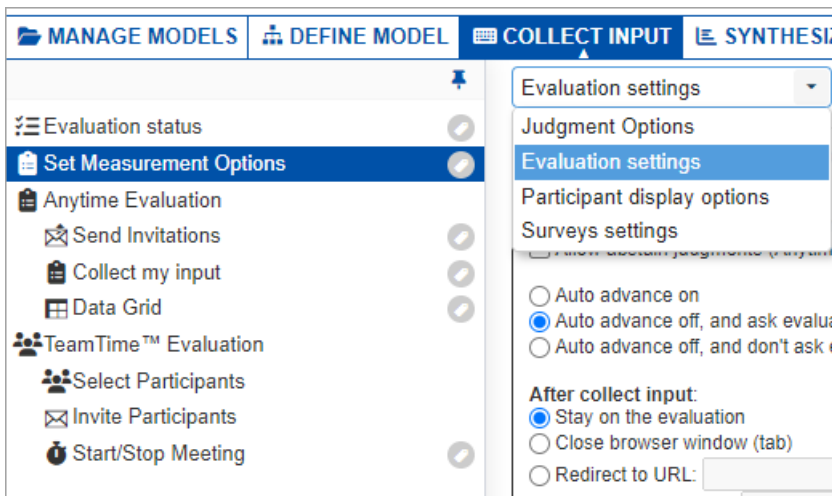 MANAGE MODELS DEFINE MODEL COLLECT INPUT
Evaluation status
Set Measurement Options
Anytime Evaluation
Send Invitations
Collect my input
Data Grid
TeamTime™ Evaluation
Select Participants
Invite Participants
Start/Stop Meeting
Evaluation settings
Judgment Options
Evaluation settings
Participant display options
Surveys settings
Auto advance on
Auto advance off, and ask
Auto advance off, and don't ask
After collect input:
Stay on the evaluation
Close browser window (tab)
Redirect to URL: